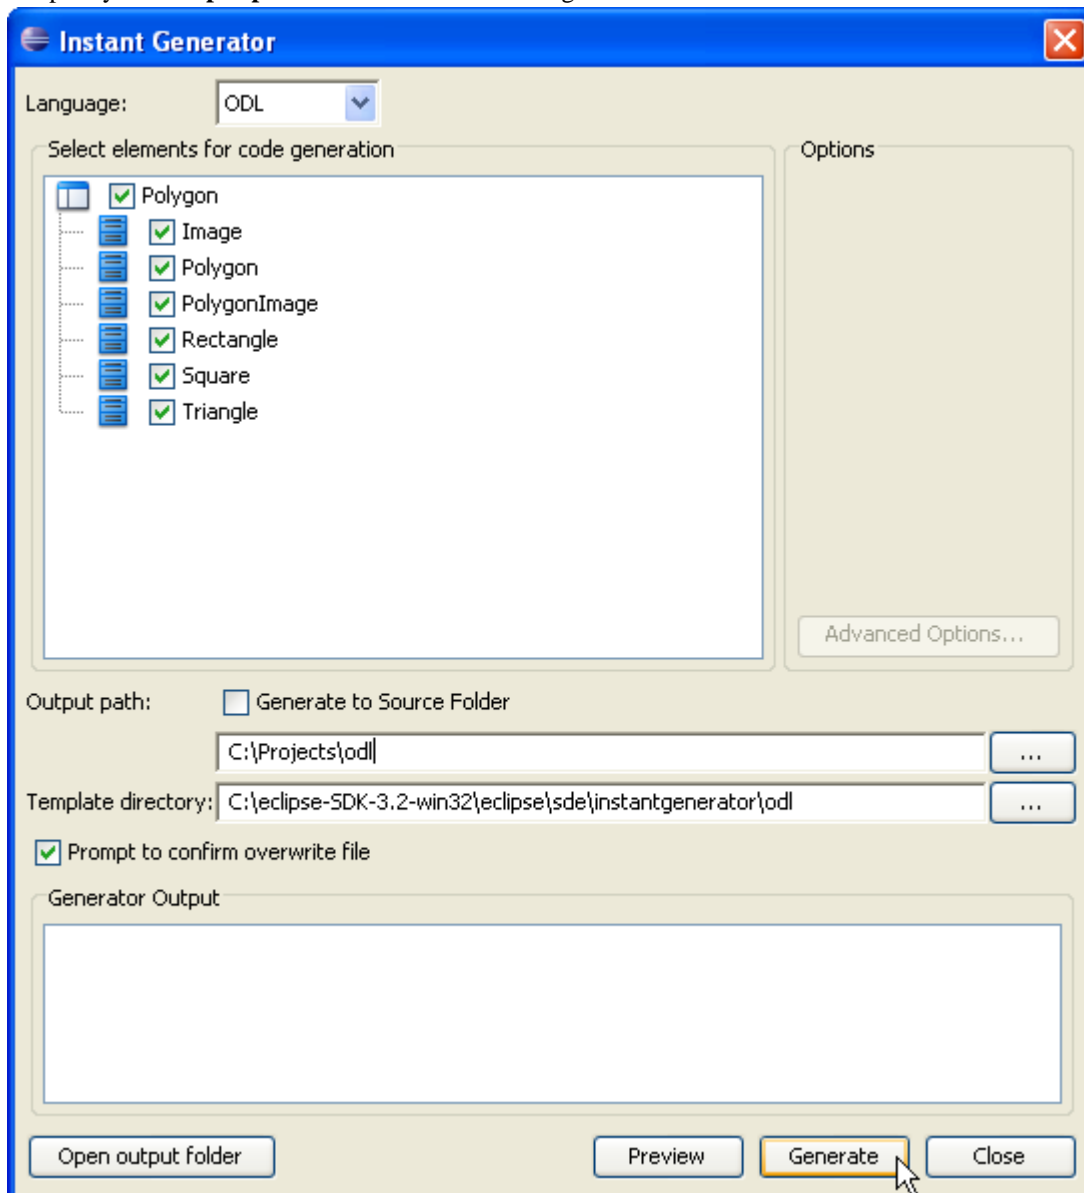 Instant Generator
Language: ODL
Select elements for code generation
Options
Polygon
Image
Polygon
PolygonImage
Rectangle
Square
Triangle
Advanced Options...
Output path: Generate to Source Folder
C:\Projects\odl ...
Template directory: C:\eclipse-SDK-3.2-win32\eclipse\sde\instantgenerator\odl ...
Prompt to confirm overwrite file
Generator Output
Open output folder Preview Generate Close